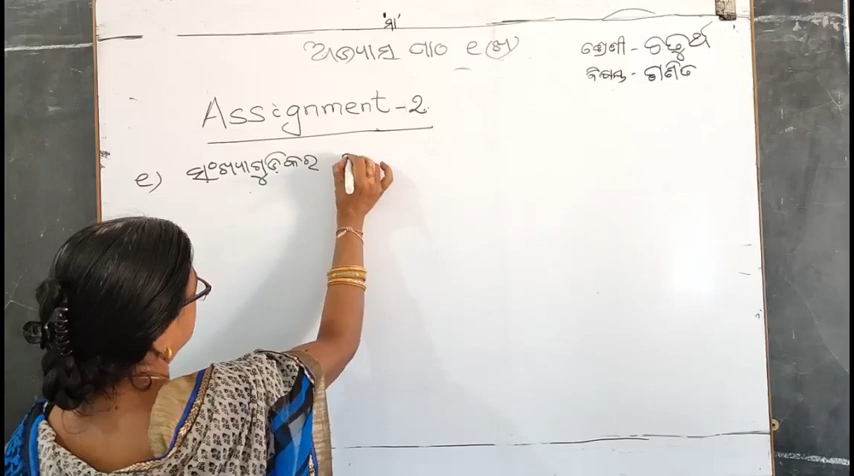 'ସା'
ଅଭ୍ୟାସ ପାଠ ୧(ଖ)
ଶ୍ରେଣୀ - ଚତୁର୍ଥ
ବିଷୟ - ଗଣିତ
Assignment-2
୧) ସଂଖ୍ୟାଗୁଡ଼ିକର